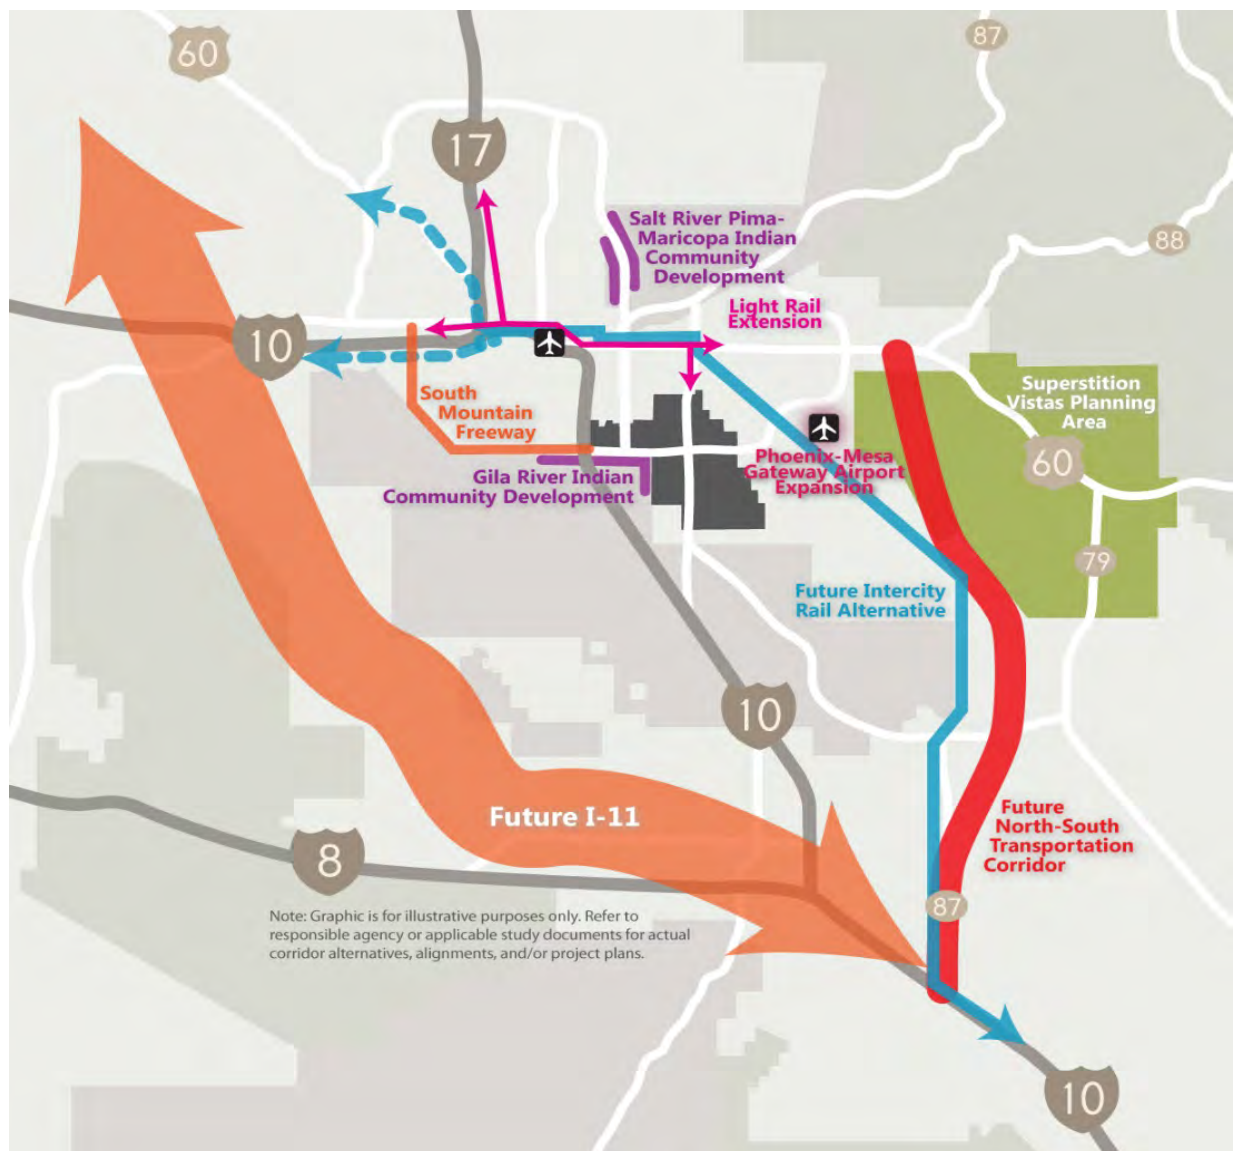 87
60
17
Salt River Pima-
Maricopa Indian
Community
Development
88
Light Rail
Extension
10
South
Mountain
Freeway
Superstition
Vistas Planning
Area
60
Phoenix-Mesa
Gateway Airport
Expansion
Gila River Indian
Community Development
79
Future Intercity
Rail Alternative
10
Future I-11
Future
North-South
Transportation
Corridor
8
87
Note: Graphic is for illustrative purposes only. Refer to
responsible agency or applicable study documents for actual
corridor alternatives, alignments, and/or project plans.
10